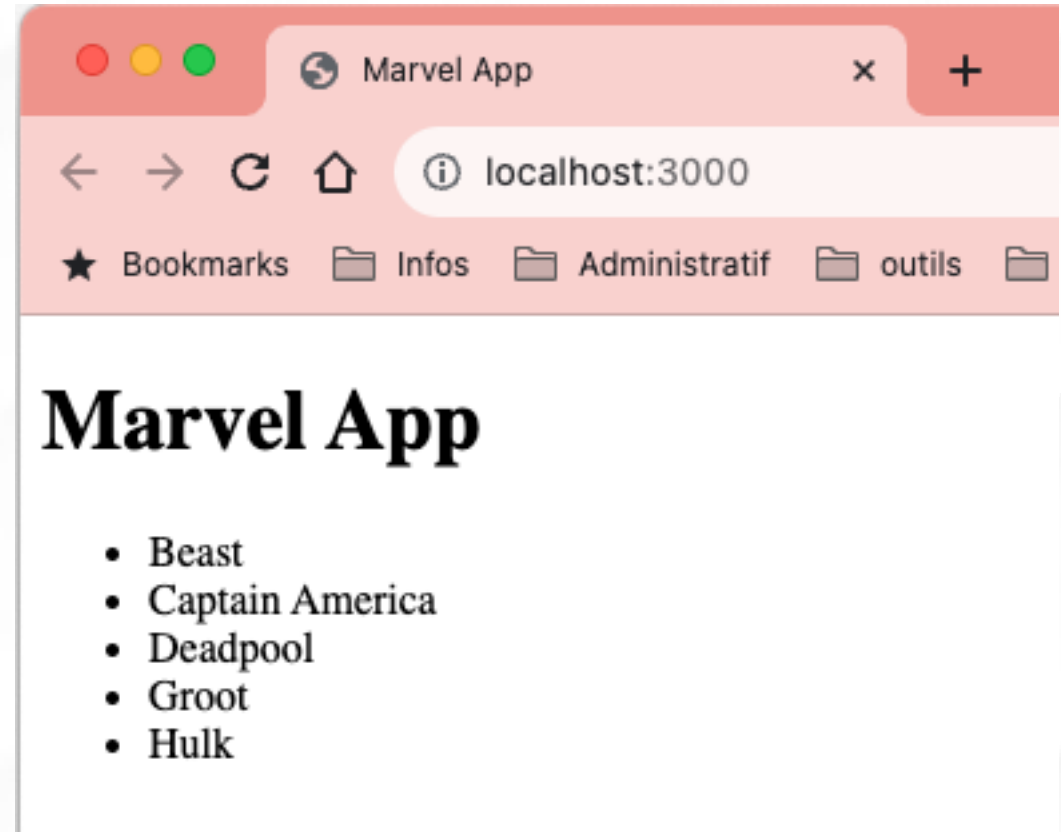 Marvel App
localhost:3000
Bookmarks Infos Administratif outils
Marvel App
Beast
Captain America
Deadpool
Groot
Hulk